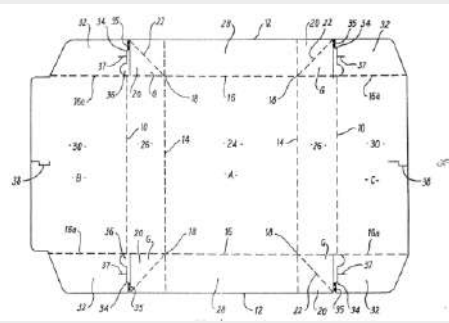 32 34 35 22 28 12 20 22 35 34 32
37 37
36 20 G 18 18 G
16a 16 16a
10 14 14 10
30 26 24 26 30
38 B A C 38
16a 36 20 G 18 16 18 G 16a
37 37
32 34 35 28 12 22 20 35 34 32